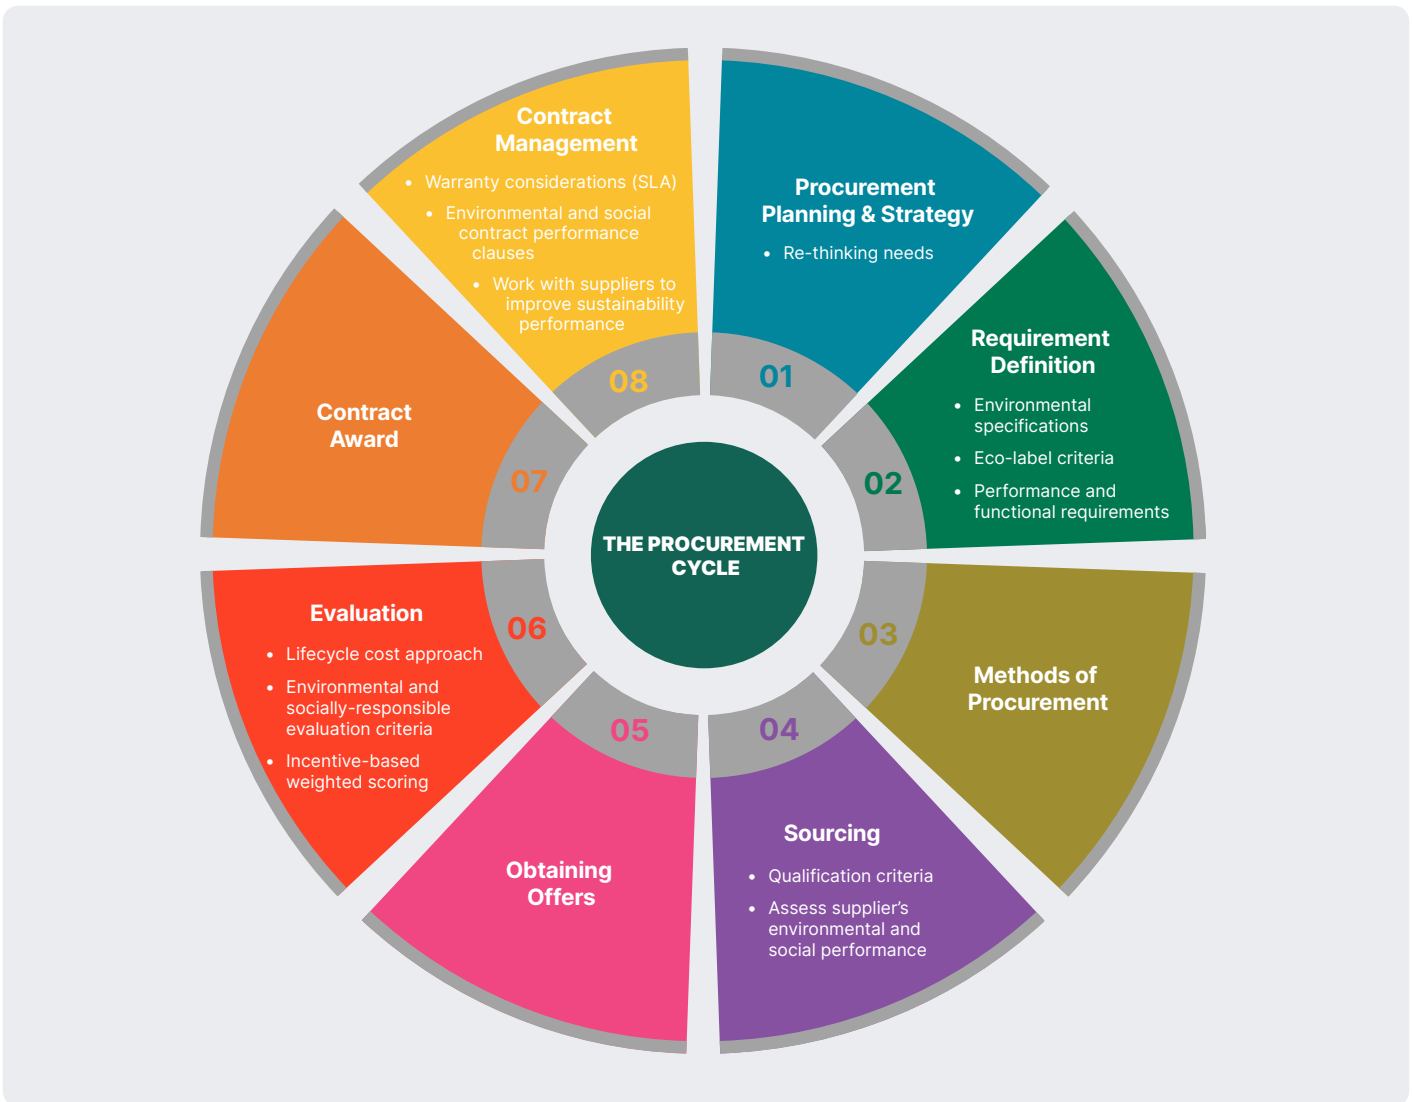 THE PROCUREMENT
CYCLE
01
Procurement
Planning & Strategy
• Re-thinking needs
02
Requirement
Definition
• Environmental
specifications
• Eco-label criteria
• Performance and
functional requirements
03
Methods of
Procurement
04
Sourcing
• Qualification criteria
• Assess supplier’s
environmental and
social performance
05
Obtaining
Offers
06
Evaluation
• Lifecycle cost approach
• Environmental and
socially-responsible
evaluation criteria
• Incentive-based
weighted scoring
07
Contract
Award
08
Contract
Management
• Warranty considerations (SLA)
• Environmental and social
contract performance
clauses
• Work with suppliers to
improve sustainability
performance